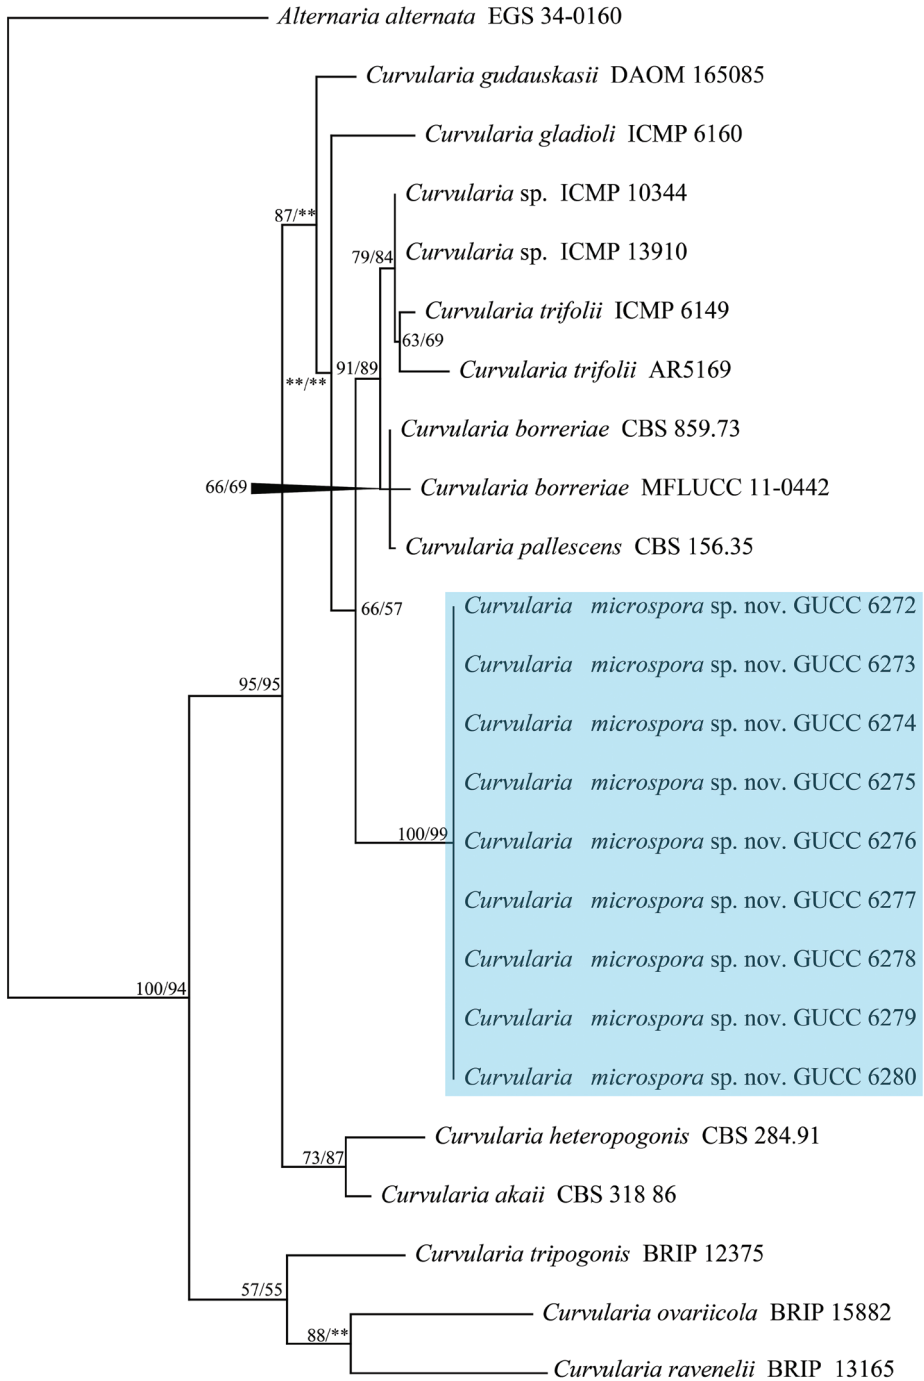 Alternaria alternata EGS 34-0160
Curvularia gudauskasii DAOM 165085
Curvularia gladioli ICMP 6160
Curvularia sp. ICMP 10344
87/**
Curvularia sp. ICMP 13910
79/84
Curvularia trifolii ICMP 6149
63/69
Curvularia trifolii AR5169
91/89
**/**
Curvularia borreriae CBS 859.73
66/69
Curvularia borreriae MFLUCC 11-0442
Curvularia pallescens CBS 156.35
Curvularia microspora sp. nov. GUCC 6272
66/57
Curvularia microspora sp. nov. GUCC 6273
95/95
Curvularia microspora sp. nov. GUCC 6274
Curvularia microspora sp. nov. GUCC 6275
100/99
Curvularia microspora sp. nov. GUCC 6276
Curvularia microspora sp. nov. GUCC 6277
Curvularia microspora sp. nov. GUCC 6278
100/94
Curvularia microspora sp. nov. GUCC 6279
Curvularia microspora sp. nov. GUCC 6280
Curvularia heteropogonis CBS 284.91
73/87
Curvularia akaii CBS 318 86
Curvularia tripogonis BRIP 12375
57/55
Curvularia ovariicola BRIP 15882
88/**
Curvularia ravenelii BRIP 13165